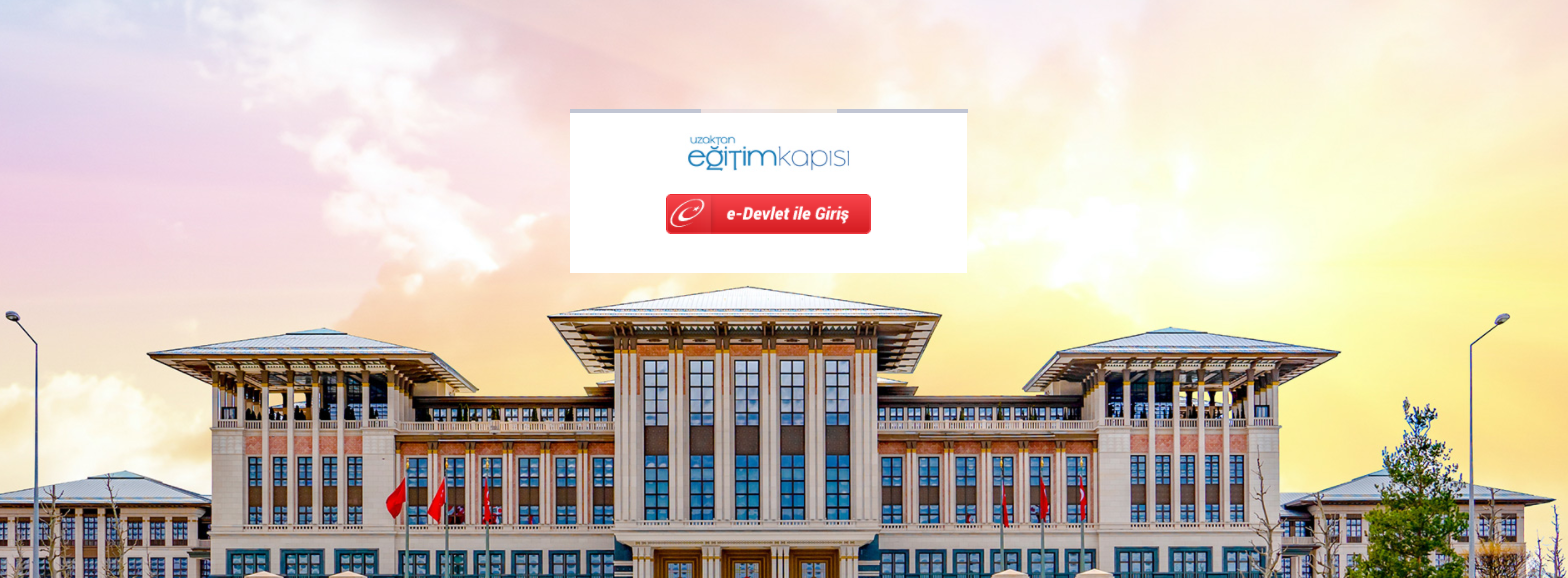 uzakTan
eğiTimkapısı
e-Devlet ile Giriş